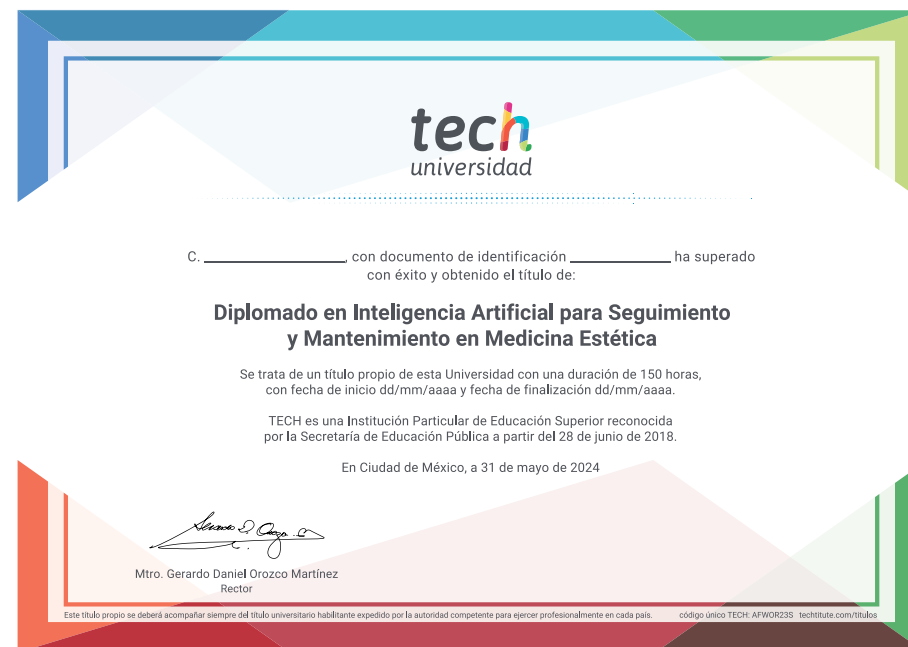 tech
universidad
C. ________________, con documento de identificación ____________ ha superado
con éxito y obtenido el título de:
Diplomado en Inteligencia Artificial para Seguimiento
y Mantenimiento en Medicina Estética
Se trata de un título propio de esta Universidad con una duración de 150 horas,
con fecha de inicio dd/mm/aaaa y fecha de finalización dd/mm/aaaa.
TECH es una Institución Particular de Educación Superior reconocida
por la Secretaría de Educación Pública a partir del 28 de junio de 2018.
En Ciudad de México, a 31 de mayo de 2024
Mtro. Gerardo Daniel Orozco Martínez
Rector
Este título propio se deberá acompañar siempre del título universitario habilitante expedido por la autoridad competente para ejercer profesionalmente en cada país. código único TECH: AFWOR23S techtitute.com/titulos